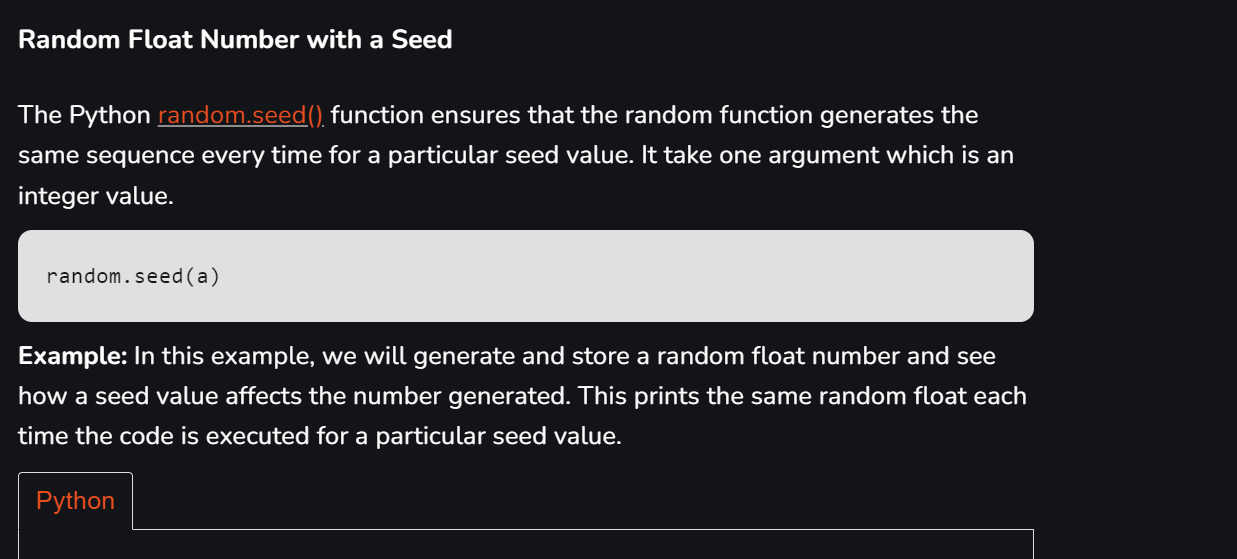 Random Float Number with a Seed
The Python random.seed() function ensures that the random function generates the
same sequence every time for a particular seed value. It take one argument which is an
integer value.
random.seed(a)
Example: In this example, we will generate and store a random float number and see
how a seed value affects the number generated. This prints the same random float each
time the code is executed for a particular seed value.
Python